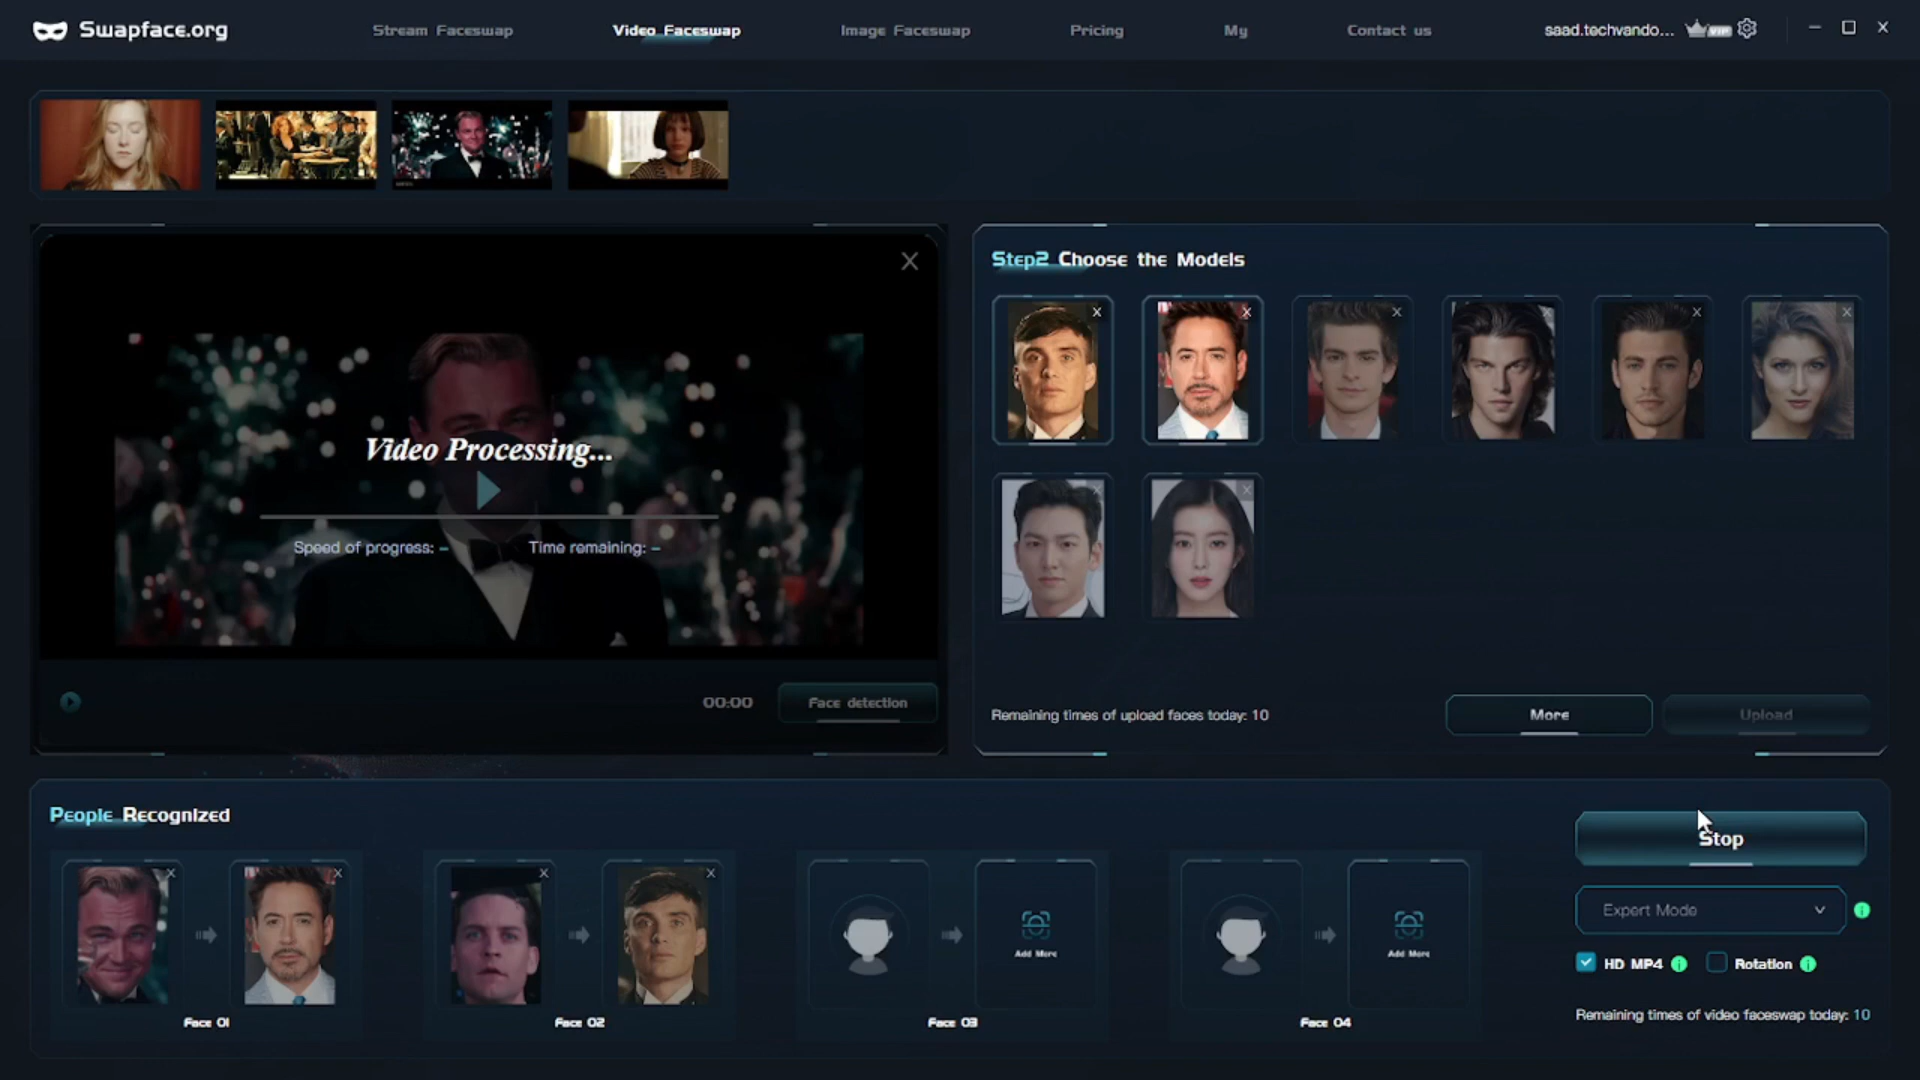 Swapface.org
Stream Faceswap
Video Faceswap
Image Faceswap
Pricing
My
Contact us
saad.techvando...
VIP
Video Processing...
Speed of progress: –
Time remaining: –
00:00
Face detection
Step2 Choose the Models
Remaining times of upload faces today: 10
More
Upload
People Recognized
Face 01
Face 02
Add More
Face 03
Add More
Face 04
Stop
Expert Mode
HD MP4
Rotation
Remaining times of video faceswap today: 10